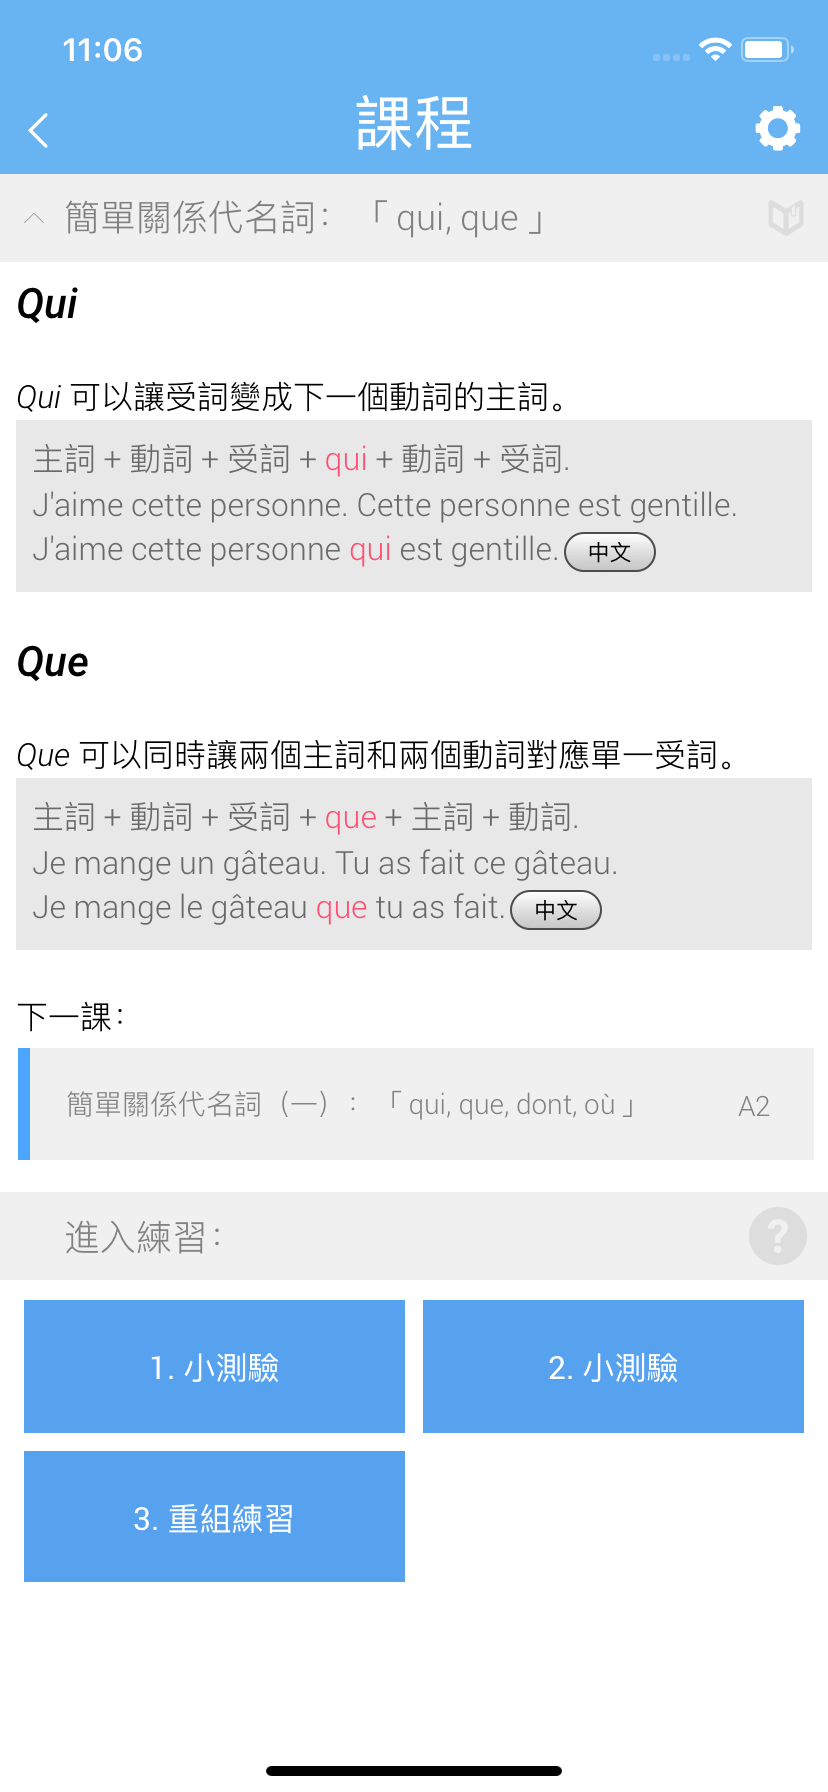 11:06
課程
簡單關係代名詞：「 qui, que 」
Qui
Qui 可以讓受詞變成下一個動詞的主詞。
主詞 + 動詞 + 受詞 + qui + 動詞 + 受詞.
J'aime cette personne. Cette personne est gentille.
J'aime cette personne qui est gentille. 中文
Que
Que 可以同時讓兩個主詞和兩個動詞對應單一受詞。
主詞 + 動詞 + 受詞 + que + 主詞 + 動詞.
Je mange un gâteau. Tu as fait ce gâteau.
Je mange le gâteau que tu as fait. 中文
下一課：
簡單關係代名詞（一）：「 qui, que, dont, où 」 A2
進入練習： ?
1. 小測驗
2. 小測驗
3. 重組練習